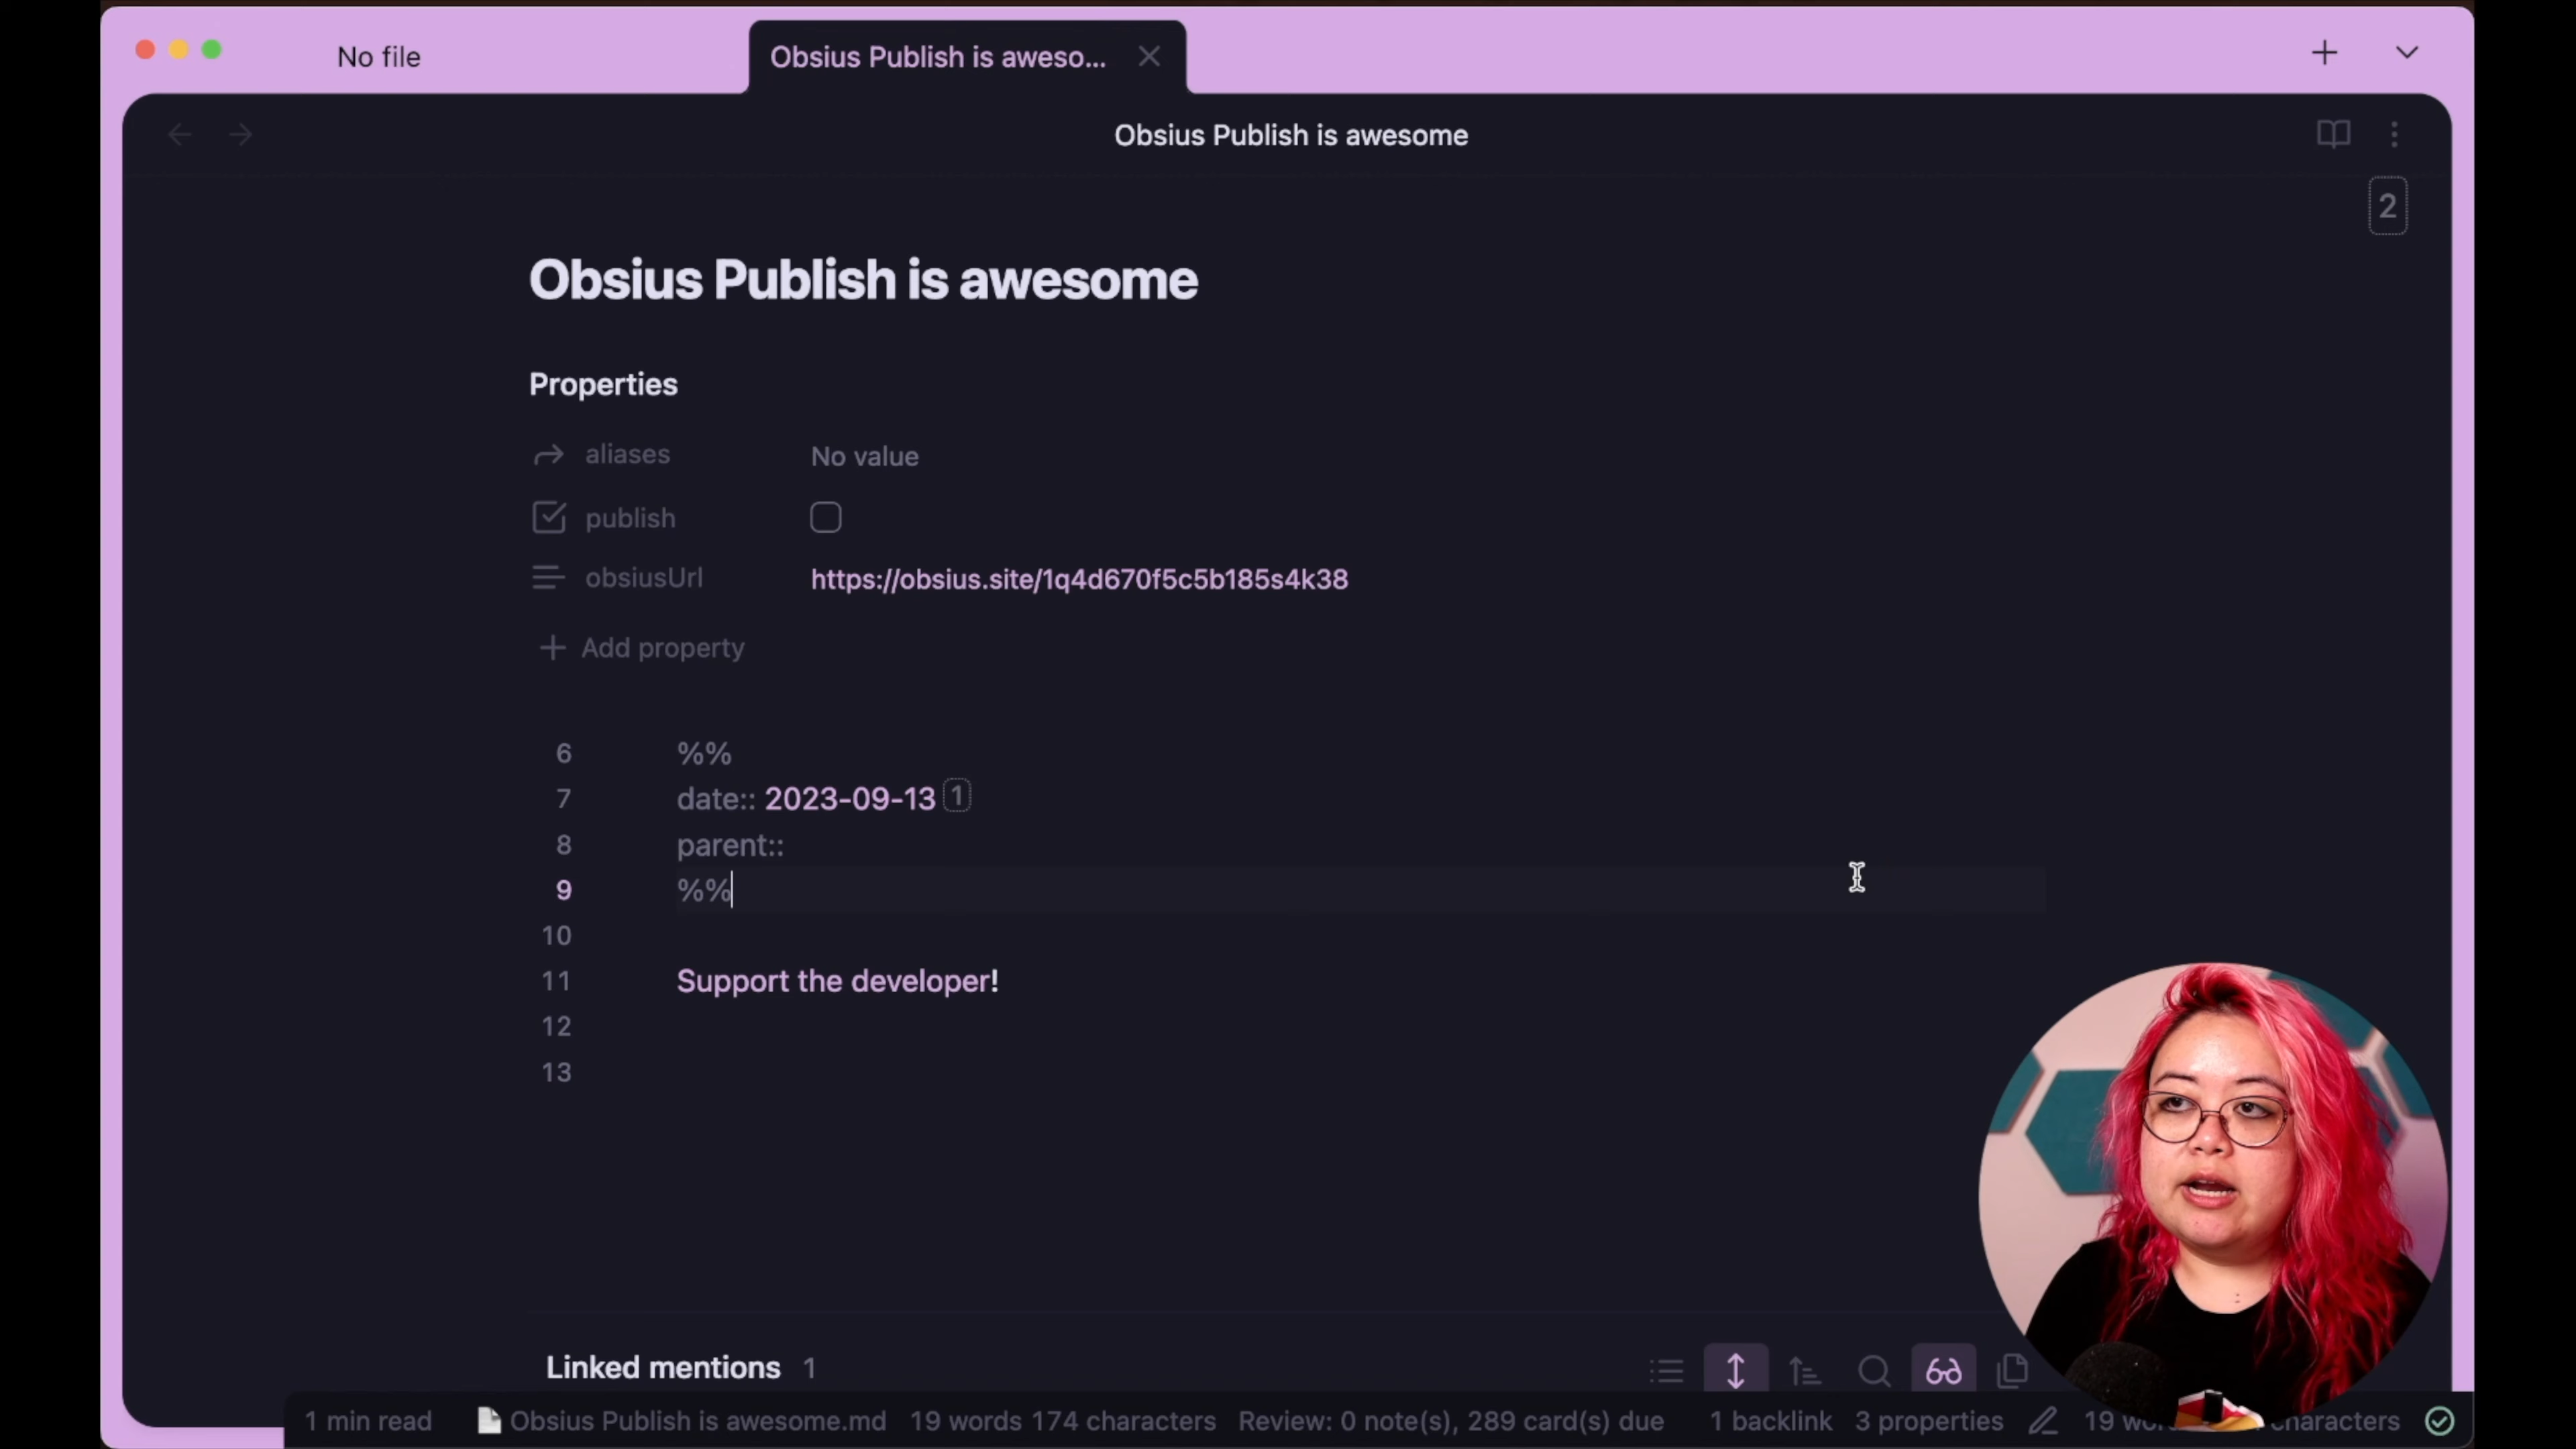 No file
Obsius Publish is aweso...
Obsius Publish is awesome
2
Obsius Publish is awesome
Properties
aliases No value
publish
obsiusUrl https://obsius.site/1q4d670f5c5b185s4k38
Add property
6 %%
7 date:: 2023-09-13 1
8 parent::
9 %%
10
11 Support the developer!
12
13
Linked mentions 1
1 min read Obsius Publish is awesome.md 19 words 174 characters Review: 0 note(s), 289 card(s) due 1 backlink 3 properties 19 characters